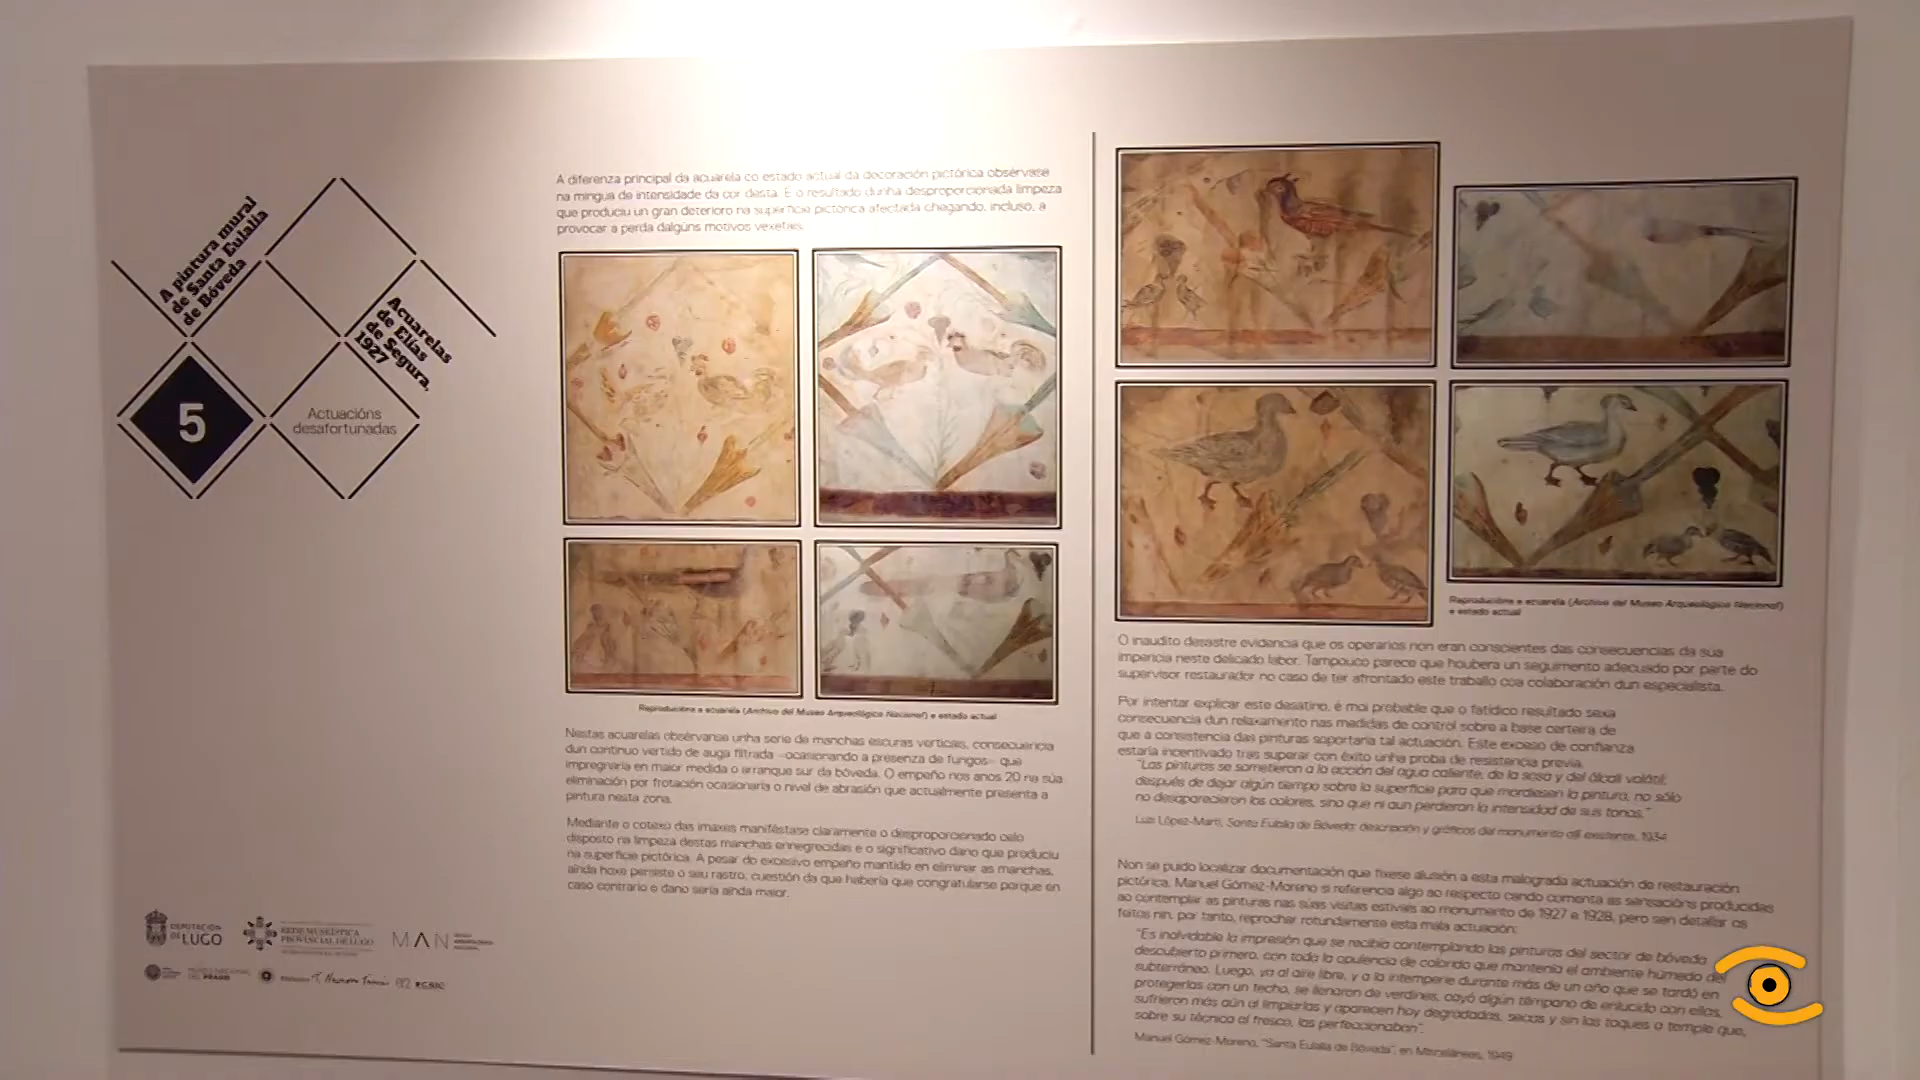 A pintura mural
de Santa Eulalia
de Bóveda
Acuarelas
de Elías
de Segura,
1927
5
Actuacións
desafortunadas
A diferenza principal da acuarela co estado actual da decoración pictórica obsérvase
na mingua de intensidade da cor desta. É o resultado dunha desproporcionada limpeza
que produciu un gran deterioro na superficie pictórica afectada chegando, incluso, a
provocar a perda dalgúns motivos vexetais.
Reproducións a acuarela (Archivo del Museo Arqueológico Nacional) e estado actual
Nestas acuarelas obsérvanse unha serie de manchas escuras verticais, consecuencia
dun continuo vertido de auga filtrada -ocasionando a presenza de fungos- que
impregnaría en maior medida o arranque sur da bóveda. O empeño nos anos 20 na súa
eliminación por frotación ocasionaría o nivel de abrasión que actualmente presenta a
pintura nesta zona.
Mediante o cotexo das imaxes maniféstase claramente o desproporcionado celo
disposto na limpeza destas manchas ennegrecidas e o significativo dano que produciu
na superficie pictórica. A pesar do excesivo empeño mantido en eliminar as manchas,
aínda hoxe persiste o seu rastro, cuestión da que habería que congratularse porque en
caso contrario o dano sería aínda maior.
Reproducións a acuarela (Archivo del Museo Arqueológico Nacional)
e estado actual
O inaudito desastre evidencia que os operarios non eran conscientes das consecuencias da súa
impericia neste delicado labor. Tampouco parece que houbera un seguimento adecuado por parte do
supervisor restaurador no caso de ter afrontado este traballo coa colaboración dun especialista.
Por intentar explicar este desatino, é moi probable que o fatídico resultado sexa
consecuencia dun relaxamento nas medidas de control sobre a base certeira de
que a consistencia das pinturas soportaría tal actuación. Este exceso de confianza
estaría incentivado tras superar con éxito unha proba de resistencia previa.
"Las pinturas se sometieron a la acción del agua caliente, de la sosa y del álcali volátil;
después de dejar algún tiempo sobre la superficie para que mordiesen la pintura, no sólo
no desaparecieron los colores, sino que ni aun perdieron la intensidad de sus tonos."
Luis López-Martí, Santa Eulalia de Bóveda: descripción y gráficos del monumento allí existente, 1934
Non se puido localizar documentación que fixese alusión a esta malograda actuación de restauración
pictórica. Manuel Gómez-Moreno si referencia algo ao respecto cando comenta as sensacións producidas
ao contemplar as pinturas nas súas visitas estivais ao monumento de 1927 e 1928, pero sen detallar os
feitos nin, por tanto, reprochar rotundamente esta mala actuación:
"Es inolvidable la impresión que se recibía contemplando las pinturas del sector de bóveda
descubierto primero, con toda la opulencia de colorido que mantenía el ambiente húmedo del
subterráneo. Luego, ya al aire libre, y a la intemperie durante más de un año que se tardó en
protegerlas con un techo, se llenaron de verdines, cayó algún témpano de enlucido con ellas,
sufrieron más aún al limpiarlas y aparecen hoy degradadas, secas y sin los toques a temple que,
sobre su técnica al fresco, las perfeccionaban".
Manuel Gómez-Moreno, "Santa Eulalia de Bóveda", en Misceláneas, 1949
DEPUTACIÓN
DE LUGO
REDE MUSEÍSTICA
PROVINCIAL DE LUGO
MAN
MUSEO NACIONAL
DEL PRADO